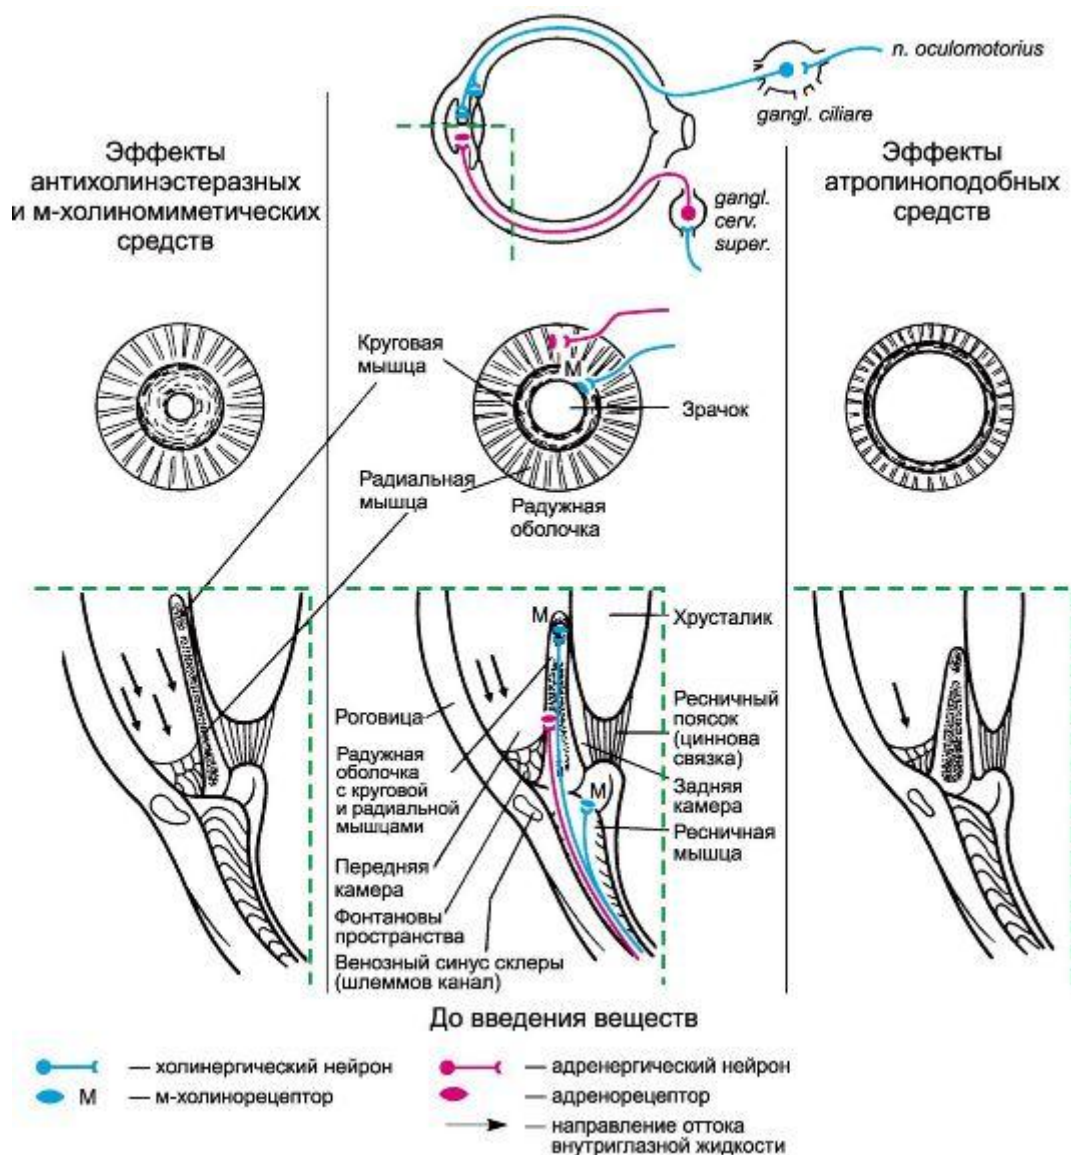 n. oculomotorius
gangl. ciliare
gangl.
cerv.
super.
Эффекты
антихолинэстеразных
и м-холиномиметических
средств
Эффекты
атропиноподобных
средств
Круговая
мышца
М
Зрачок
Радиальная
мышца
Радужная
оболочка
М
Хрусталик
Роговица
Ресничный
поясок
(циннова
связка)
Радужная
оболочка
с круговой
и радиальной
мышцами
Задняя
камера
М
Ресничная
мышца
Передняя
камера
Фонтановы
пространства
Венозный синус склеры
(шлеммов канал)
До введения веществ
— холинергический нейрон
М — м-холинорецептор
— адренергический нейрон
— адренорецептор
— направление оттока
внутриглазной жидкости